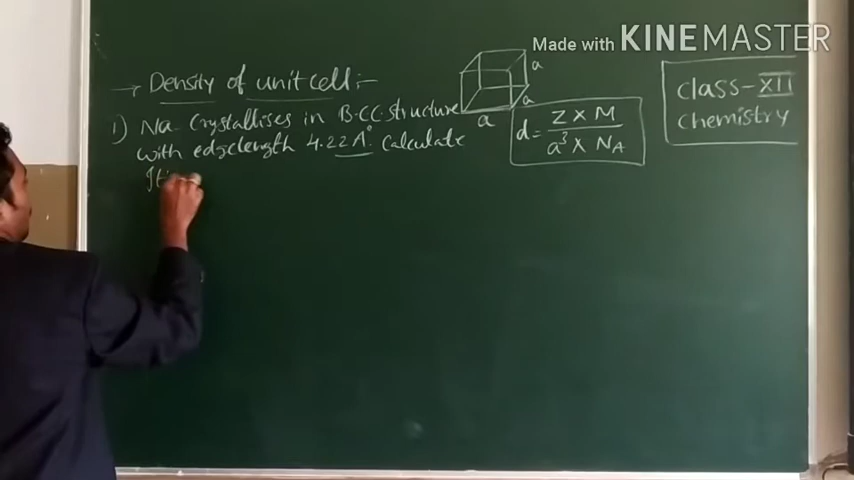 Made with KINEMASTER
→ Density of unit cell :-
class - XII
chemistry
a
a
a
d = Z × M / a³ × NA
1) Na Crystallises in B.C.C. structure
with edgelength 4.22 A°. Calculate